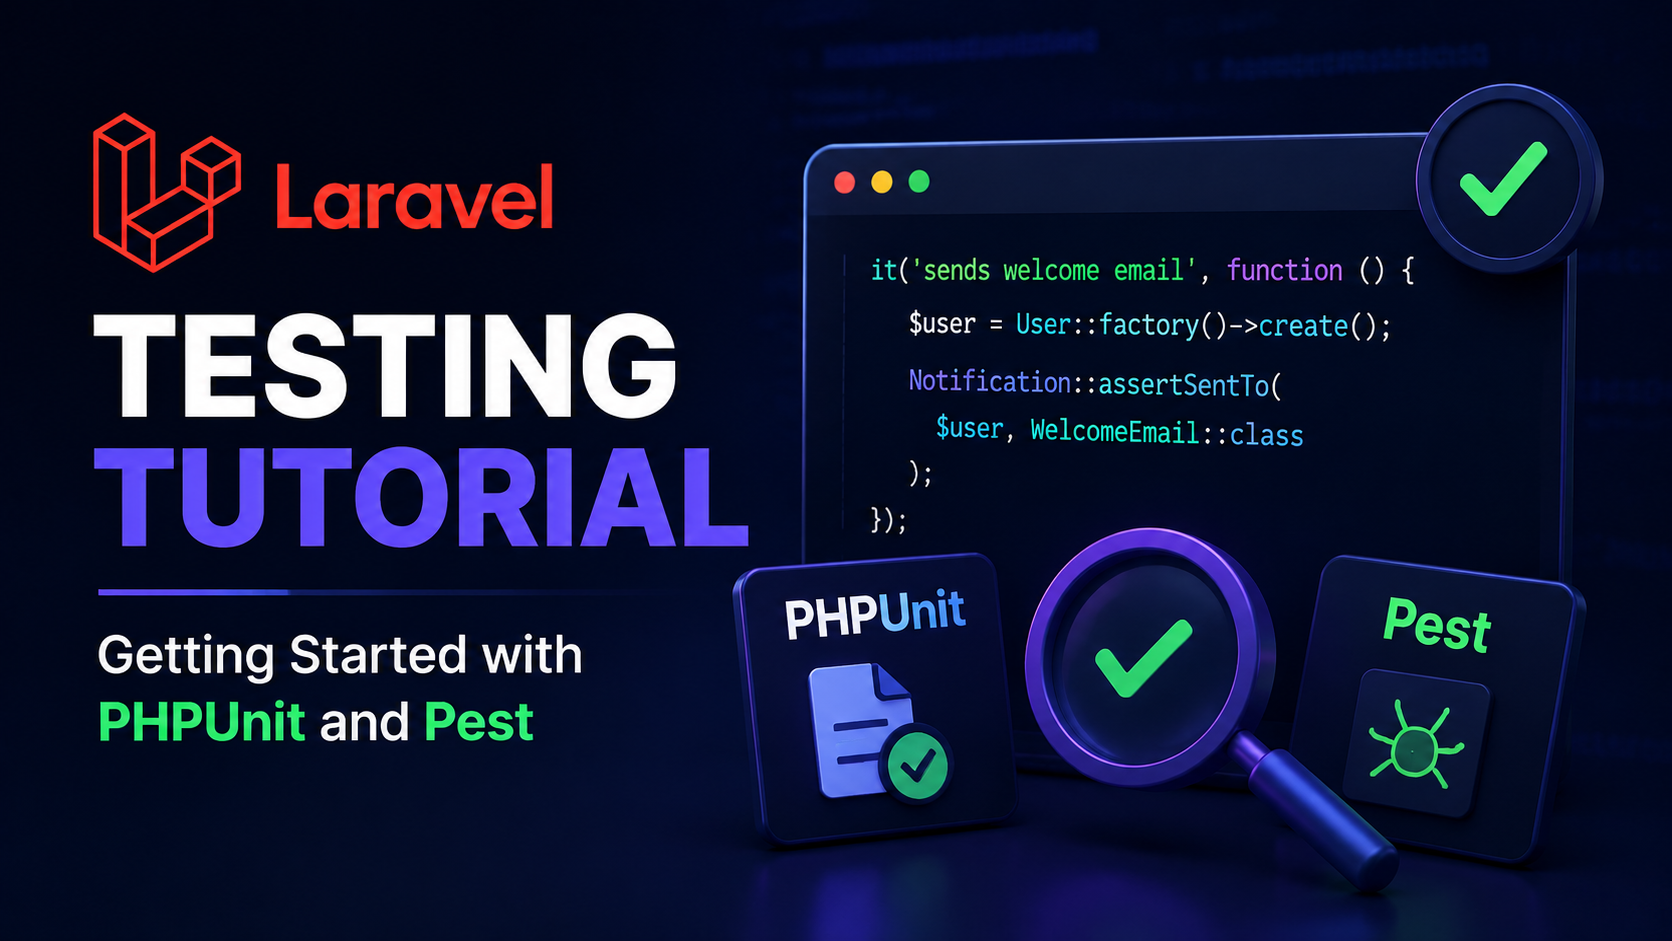 Laravel
TESTING
TUTORIAL
Getting Started with
PHPUnit and Pest
it('sends welcome email', function () {
$user = User::factory()->create();
Notification::assertSentTo(
$user, WelcomeEmail::class
);
});
PHPUnit
Pest